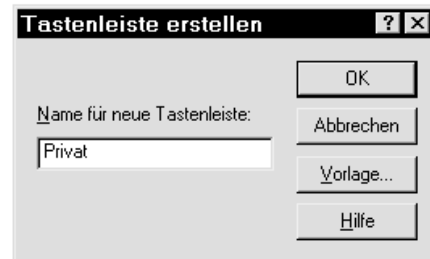 Tastenleiste erstellen ? ×
OK
Name für neue Tastenleiste:
Abbrechen
Privat
Vorlage...
Hilfe